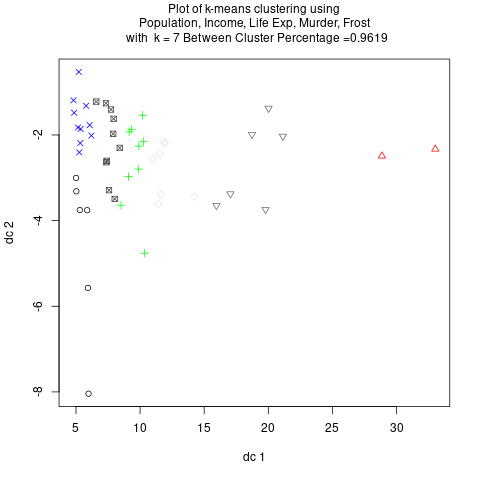 Plot of k-means clustering using
Population, Income, Life Exp, Murder, Frost
with  k = 7 Between Cluster Percentage =0.9619
-2
-4
-6
-8
dc 2
5 10 15 20 25 30
dc 1